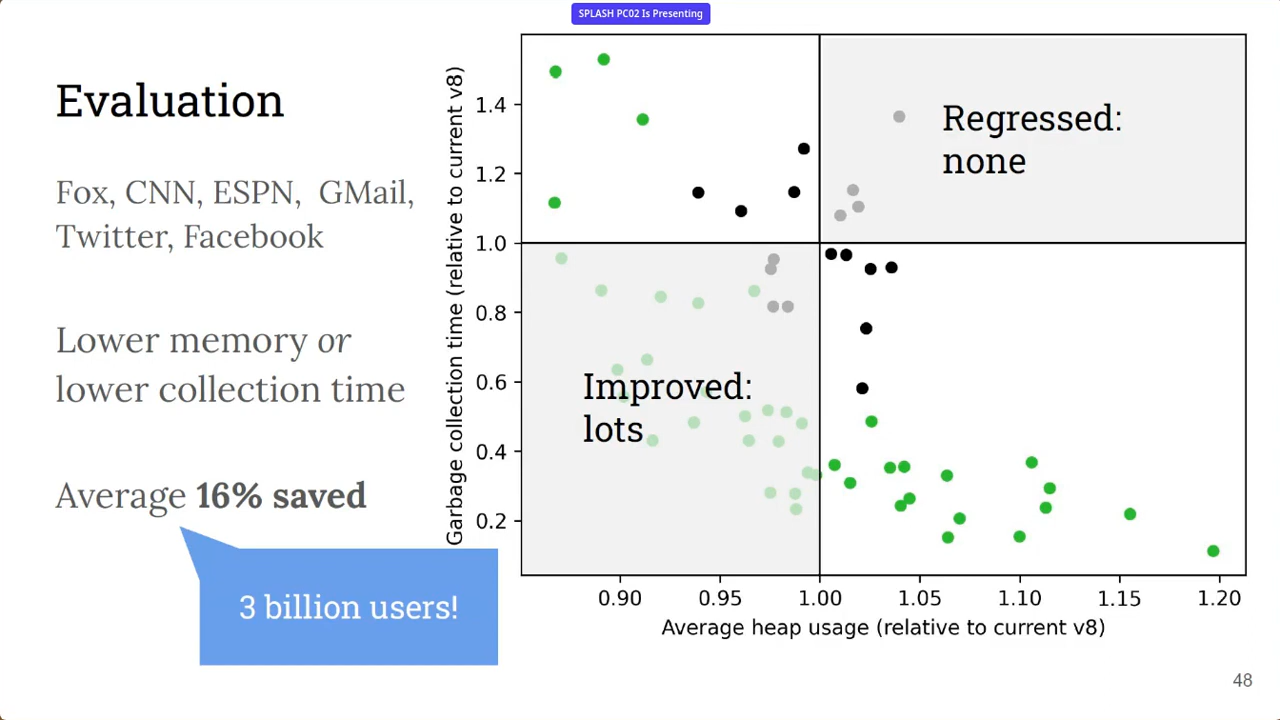 SPLASH PC02 Is Presenting
Evaluation
Fox, CNN, ESPN, GMail,
Twitter, Facebook
Lower memory or
lower collection time
Average 16% saved
3 billion users!
Garbage collection time (relative to current v8)
1.4
1.2
1.0
0.8
0.6
0.4
0.2
Regressed:
none
Improved:
lots
0.90 0.95 1.00 1.05 1.10 1.15 1.20
Average heap usage (relative to current v8)
48